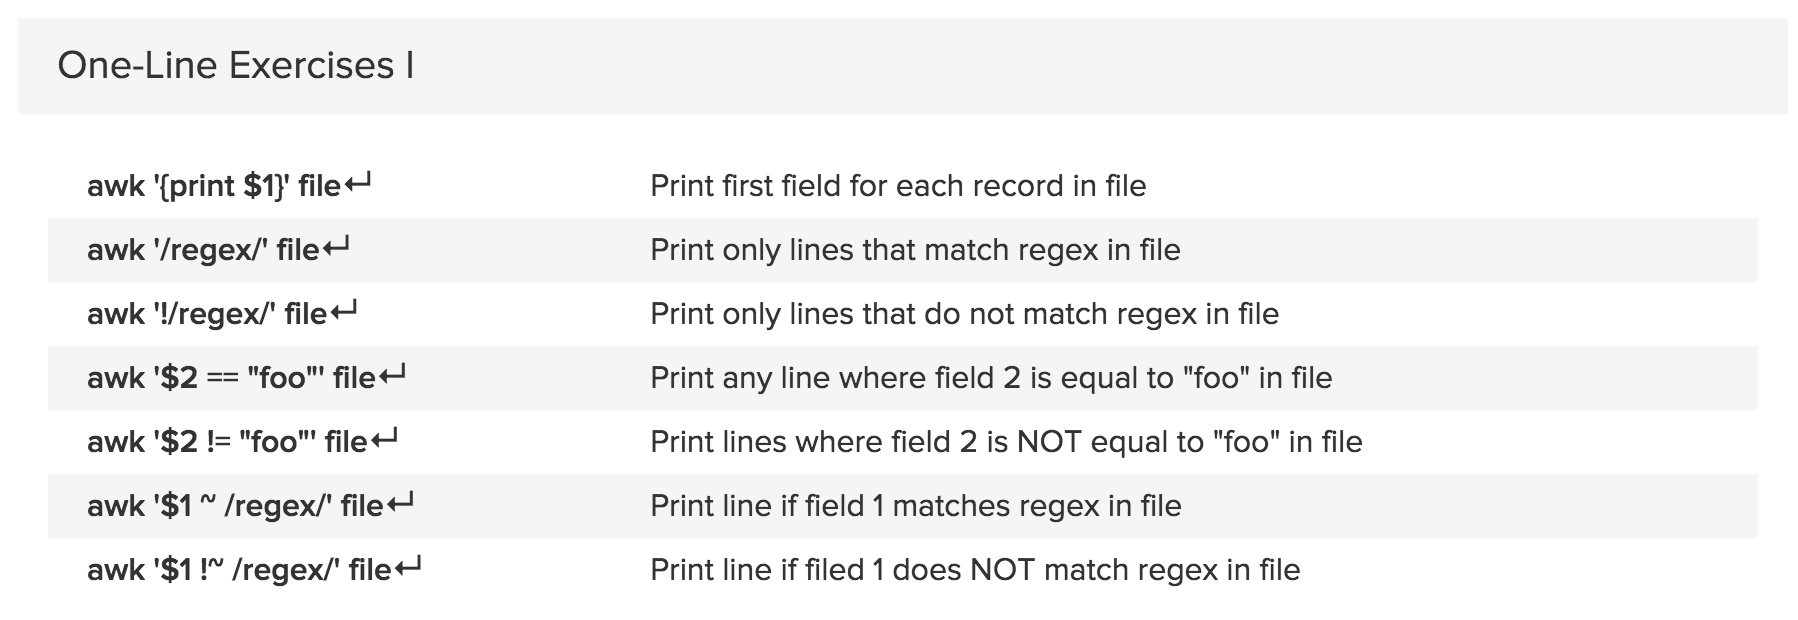 One-Line Exercises I
awk '{print $1}' file↵ Print first field for each record in file
awk '/regex/' file↵ Print only lines that match regex in file
awk '!/regex/' file↵ Print only lines that do not match regex in file
awk '$2 == "foo"' file↵ Print any line where field 2 is equal to "foo" in file
awk '$2 != "foo"' file↵ Print lines where field 2 is NOT equal to "foo" in file
awk '$1 ~ /regex/' file↵ Print line if field 1 matches regex in file
awk '$1 !~ /regex/' file↵ Print line if filed 1 does NOT match regex in file